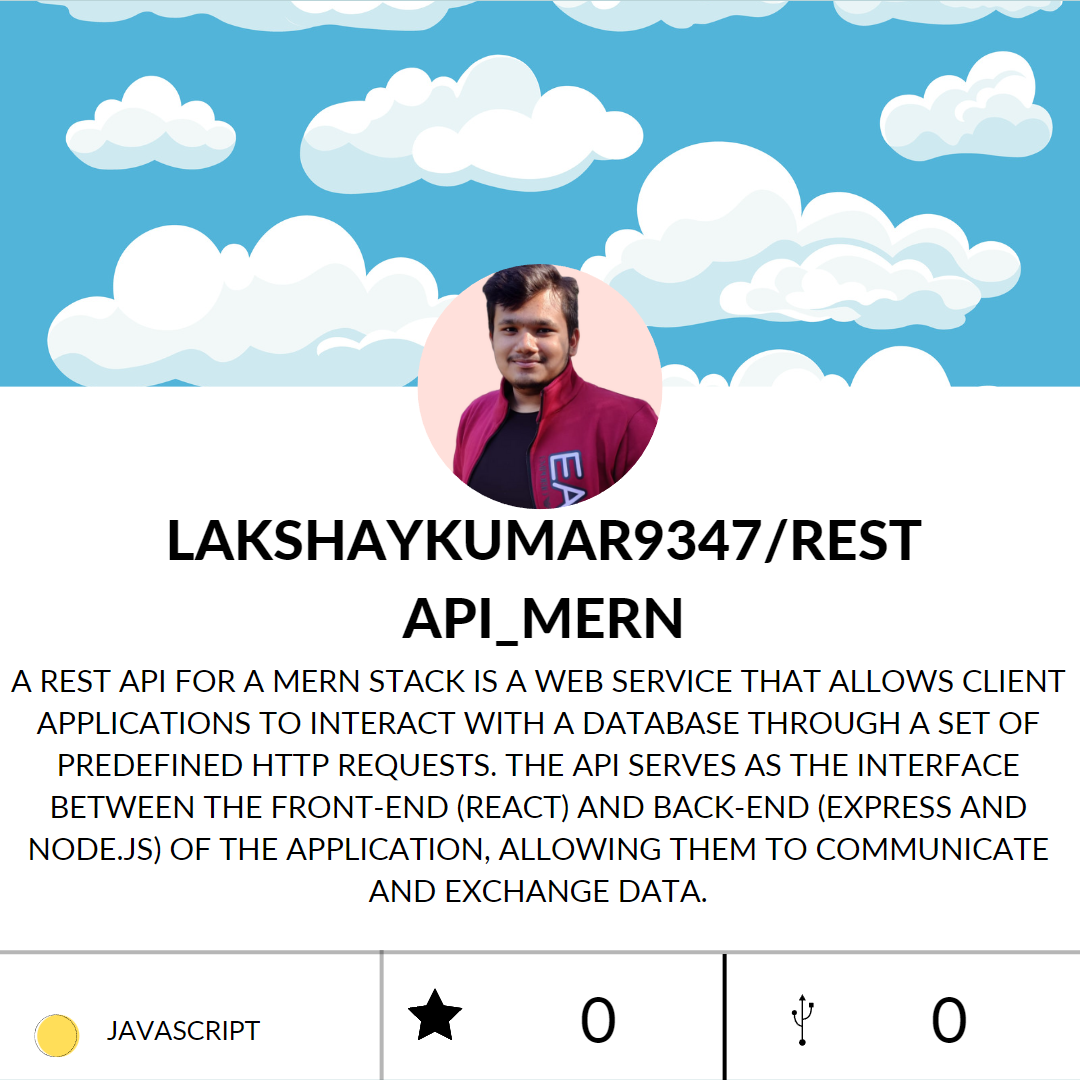 EA
LAKSHAYKUMAR9347/REST
API_MERN
A REST API FOR A MERN STACK IS A WEB SERVICE THAT ALLOWS CLIENT
APPLICATIONS TO INTERACT WITH A DATABASE THROUGH A SET OF
PREDEFINED HTTP REQUESTS. THE API SERVES AS THE INTERFACE
BETWEEN THE FRONT-END (REACT) AND BACK-END (EXPRESS AND
NODE.JS) OF THE APPLICATION, ALLOWING THEM TO COMMUNICATE
AND EXCHANGE DATA.
JAVASCRIPT
0
0